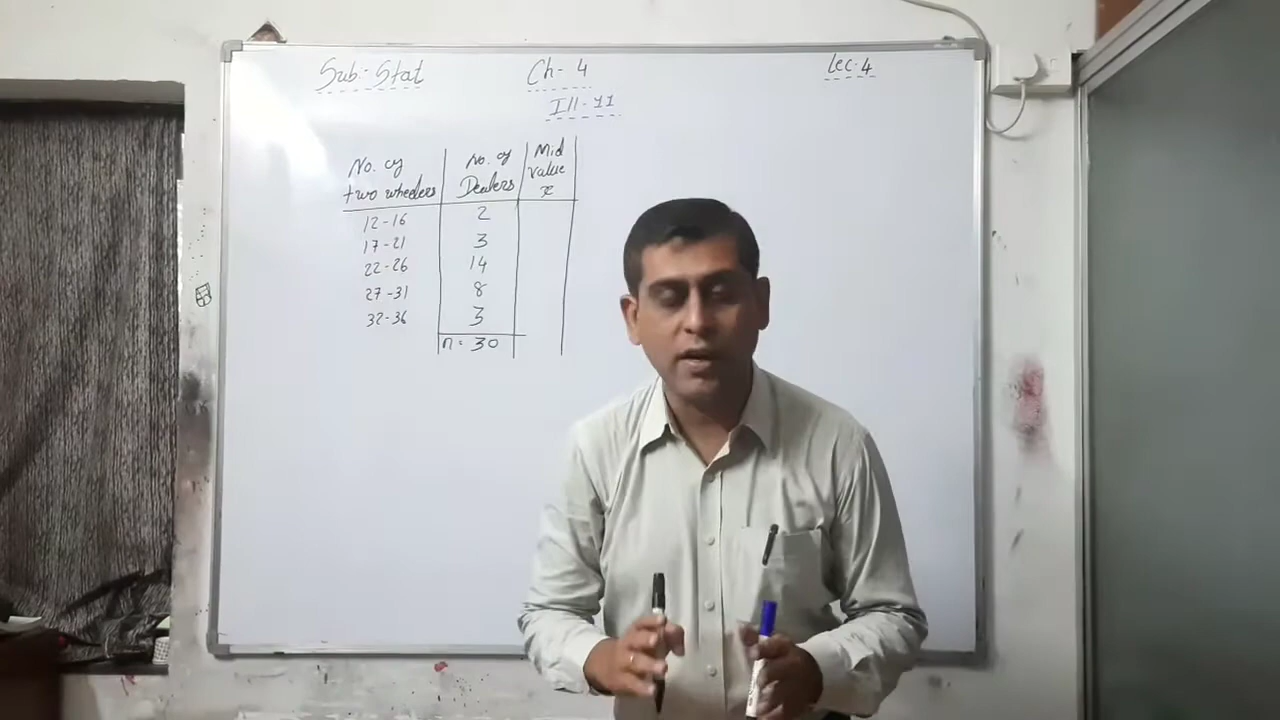 Sub:- Stat Ch- 4 Lec. 4
Ill - 11
No. of two wheelers | No. of Dealers | Mid value x
12-16 | 2
17-21 | 3
22-26 | 14
27-31 | 8
32-36 | 3
n = 30